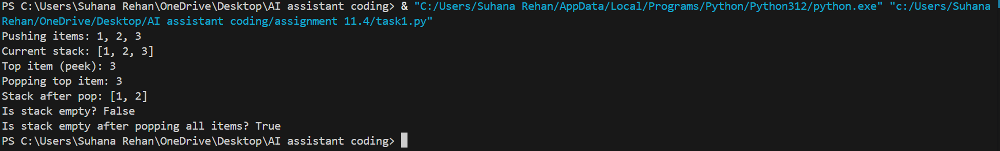 PS C:\Users\Suhana Rehan\OneDrive\Desktop\AI assistant coding> & "C:/Users/Suhana Rehan/AppData/Local/Programs/Python/Python312/python.exe" "c:/Users/Suhana
Rehan/OneDrive/Desktop/AI assistant coding/assignment 11.4/task1.py"
Pushing items: 1, 2, 3
Current stack: [1, 2, 3]
Top item (peek): 3
Popping top item: 3
Stack after pop: [1, 2]
Is stack empty? False
Is stack empty after popping all items? True
PS C:\Users\Suhana Rehan\OneDrive\Desktop\AI assistant coding>